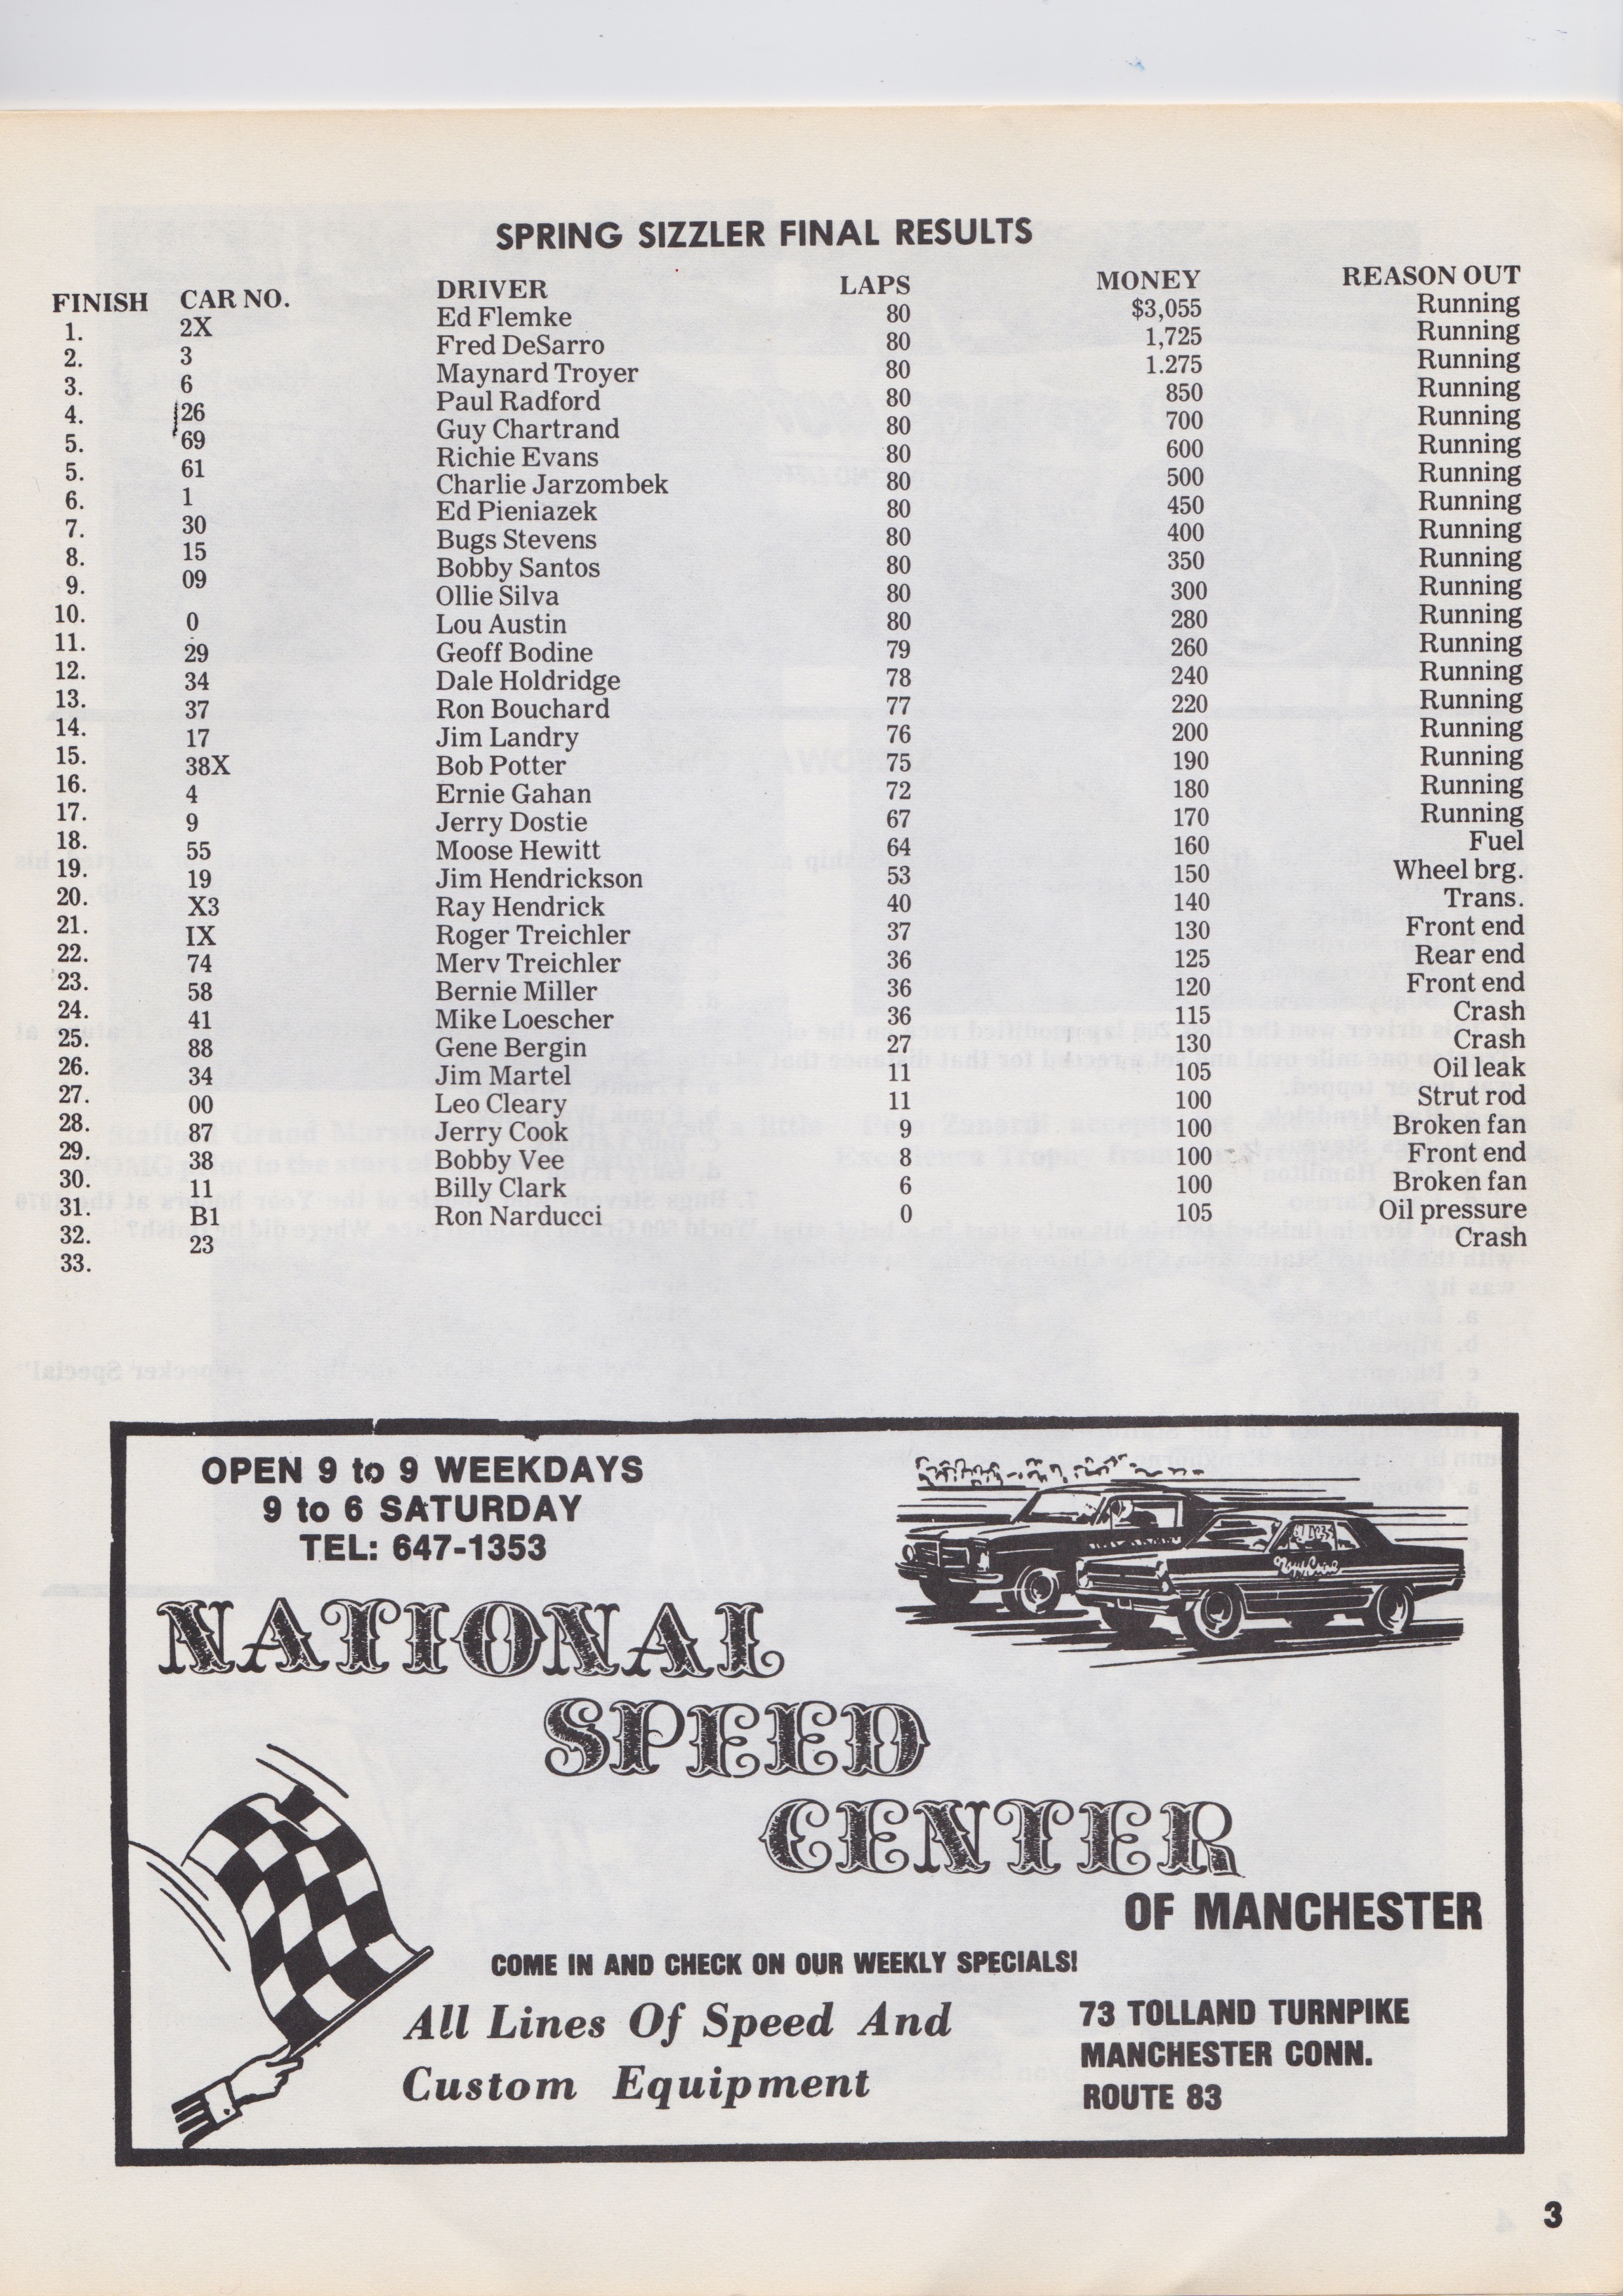 SPRING SIZZLER FINAL RESULTS
FINISH CAR NO. DRIVER LAPS MONEY REASON OUT
1. 2X Ed Flemke 80 $3,055 Running
2. 3 Fred DeSarro 80 1,725 Running
3. 6 Maynard Troyer 80 1.275 Running
4. 26 Paul Radford 80 850 Running
5. 69 Guy Chartrand 80 700 Running
5. 61 Richie Evans 80 600 Running
6. 1 Charlie Jarzombek 80 500 Running
7. 30 Ed Pieniazek 80 450 Running
8. 15 Bugs Stevens 80 400 Running
9. 09 Bobby Santos 80 350 Running
10. 0 Ollie Silva 80 300 Running
11. 29 Lou Austin 80 280 Running
12. 34 Geoff Bodine 79 260 Running
13. 37 Dale Holdridge 78 240 Running
14. 17 Ron Bouchard 77 220 Running
15. 38X Jim Landry 76 200 Running
16. 4 Bob Potter 75 190 Running
17. 9 Ernie Gahan 72 180 Running
18. 55 Jerry Dostie 67 170 Running
19. 19 Moose Hewitt 64 160 Fuel
20. X3 Jim Hendrickson 53 150 Wheel brg.
21. IX Ray Hendrick 40 140 Trans.
22. 74 Roger Treichler 37 130 Front end
23. 58 Merv Treichler 36 125 Rear end
24. 41 Bernie Miller 36 120 Front end
25. 88 Mike Loescher 36 115 Crash
26. 34 Gene Bergin 27 130 Crash
27. 00 Jim Martel 11 105 Oil leak
28. 87 Leo Cleary 11 100 Strut rod
29. 38 Jerry Cook 9 100 Broken fan
30. 11 Bobby Vee 8 100 Front end
31. B1 Billy Clark 6 100 Broken fan
32. 23 Ron Narducci 0 105 Oil pressure
33. Crash
OPEN 9 to 9 WEEKDAYS
9 to 6 SATURDAY
TEL: 647-1353
NATIONAL
SPEED
CENTER
OF MANCHESTER
COME IN AND CHECK ON OUR WEEKLY SPECIALS!
All Lines Of Speed And
Custom Equipment
73 TOLLAND TURNPIKE
MANCHESTER CONN.
ROUTE 83
3